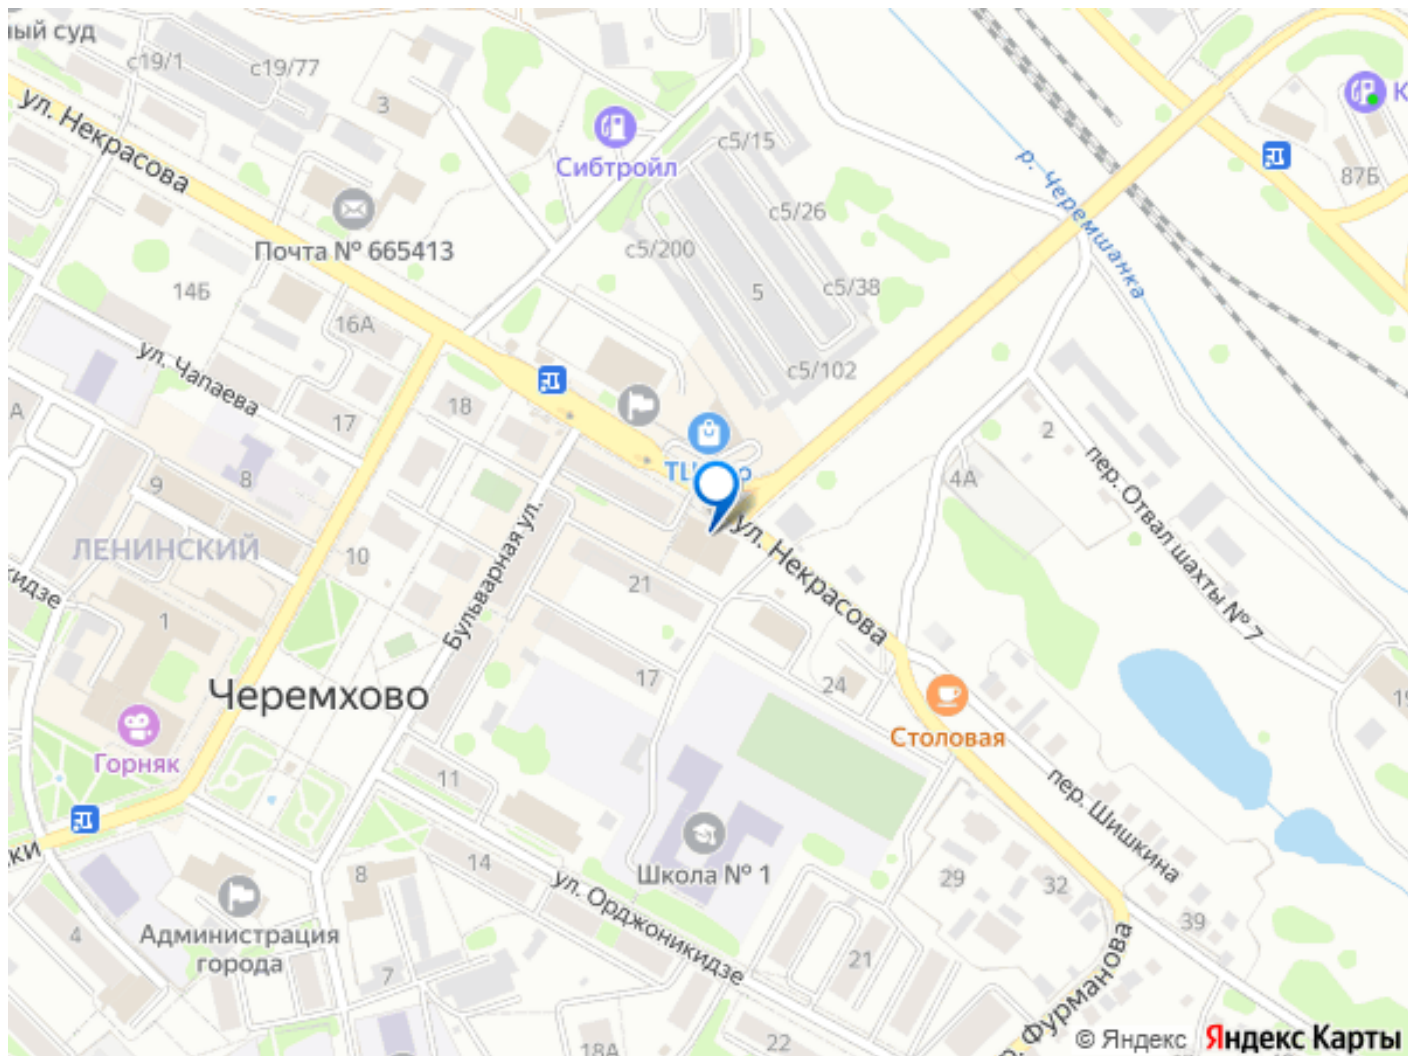 ый суд
с19/1
с19/77
3
ул. Некрасова
Сибтройл
с5/15
К
87Б
р. Черемшанка
Почта № 665413
с5/26
с5/200
14Б
5
с5/38
16А
ул. Чапаева
с5/102
18
17
2
ТЦ
р
пер. Отвал шахты № 7
А
9
8
4А
ЛЕНИНСКИЙ
10
Бульварная ул.
ул. Некрасова
21
кидзе
1
17
24
Черемхово
Столовая
19
Горняк
11
пер. Шишкина
ки
14
Школа № 1
8
ул. Орджоникидзе
29
32
39
Администрация
города
4
7
21
Фурманова
22
18А
© Яндекс
Яндекс Карты